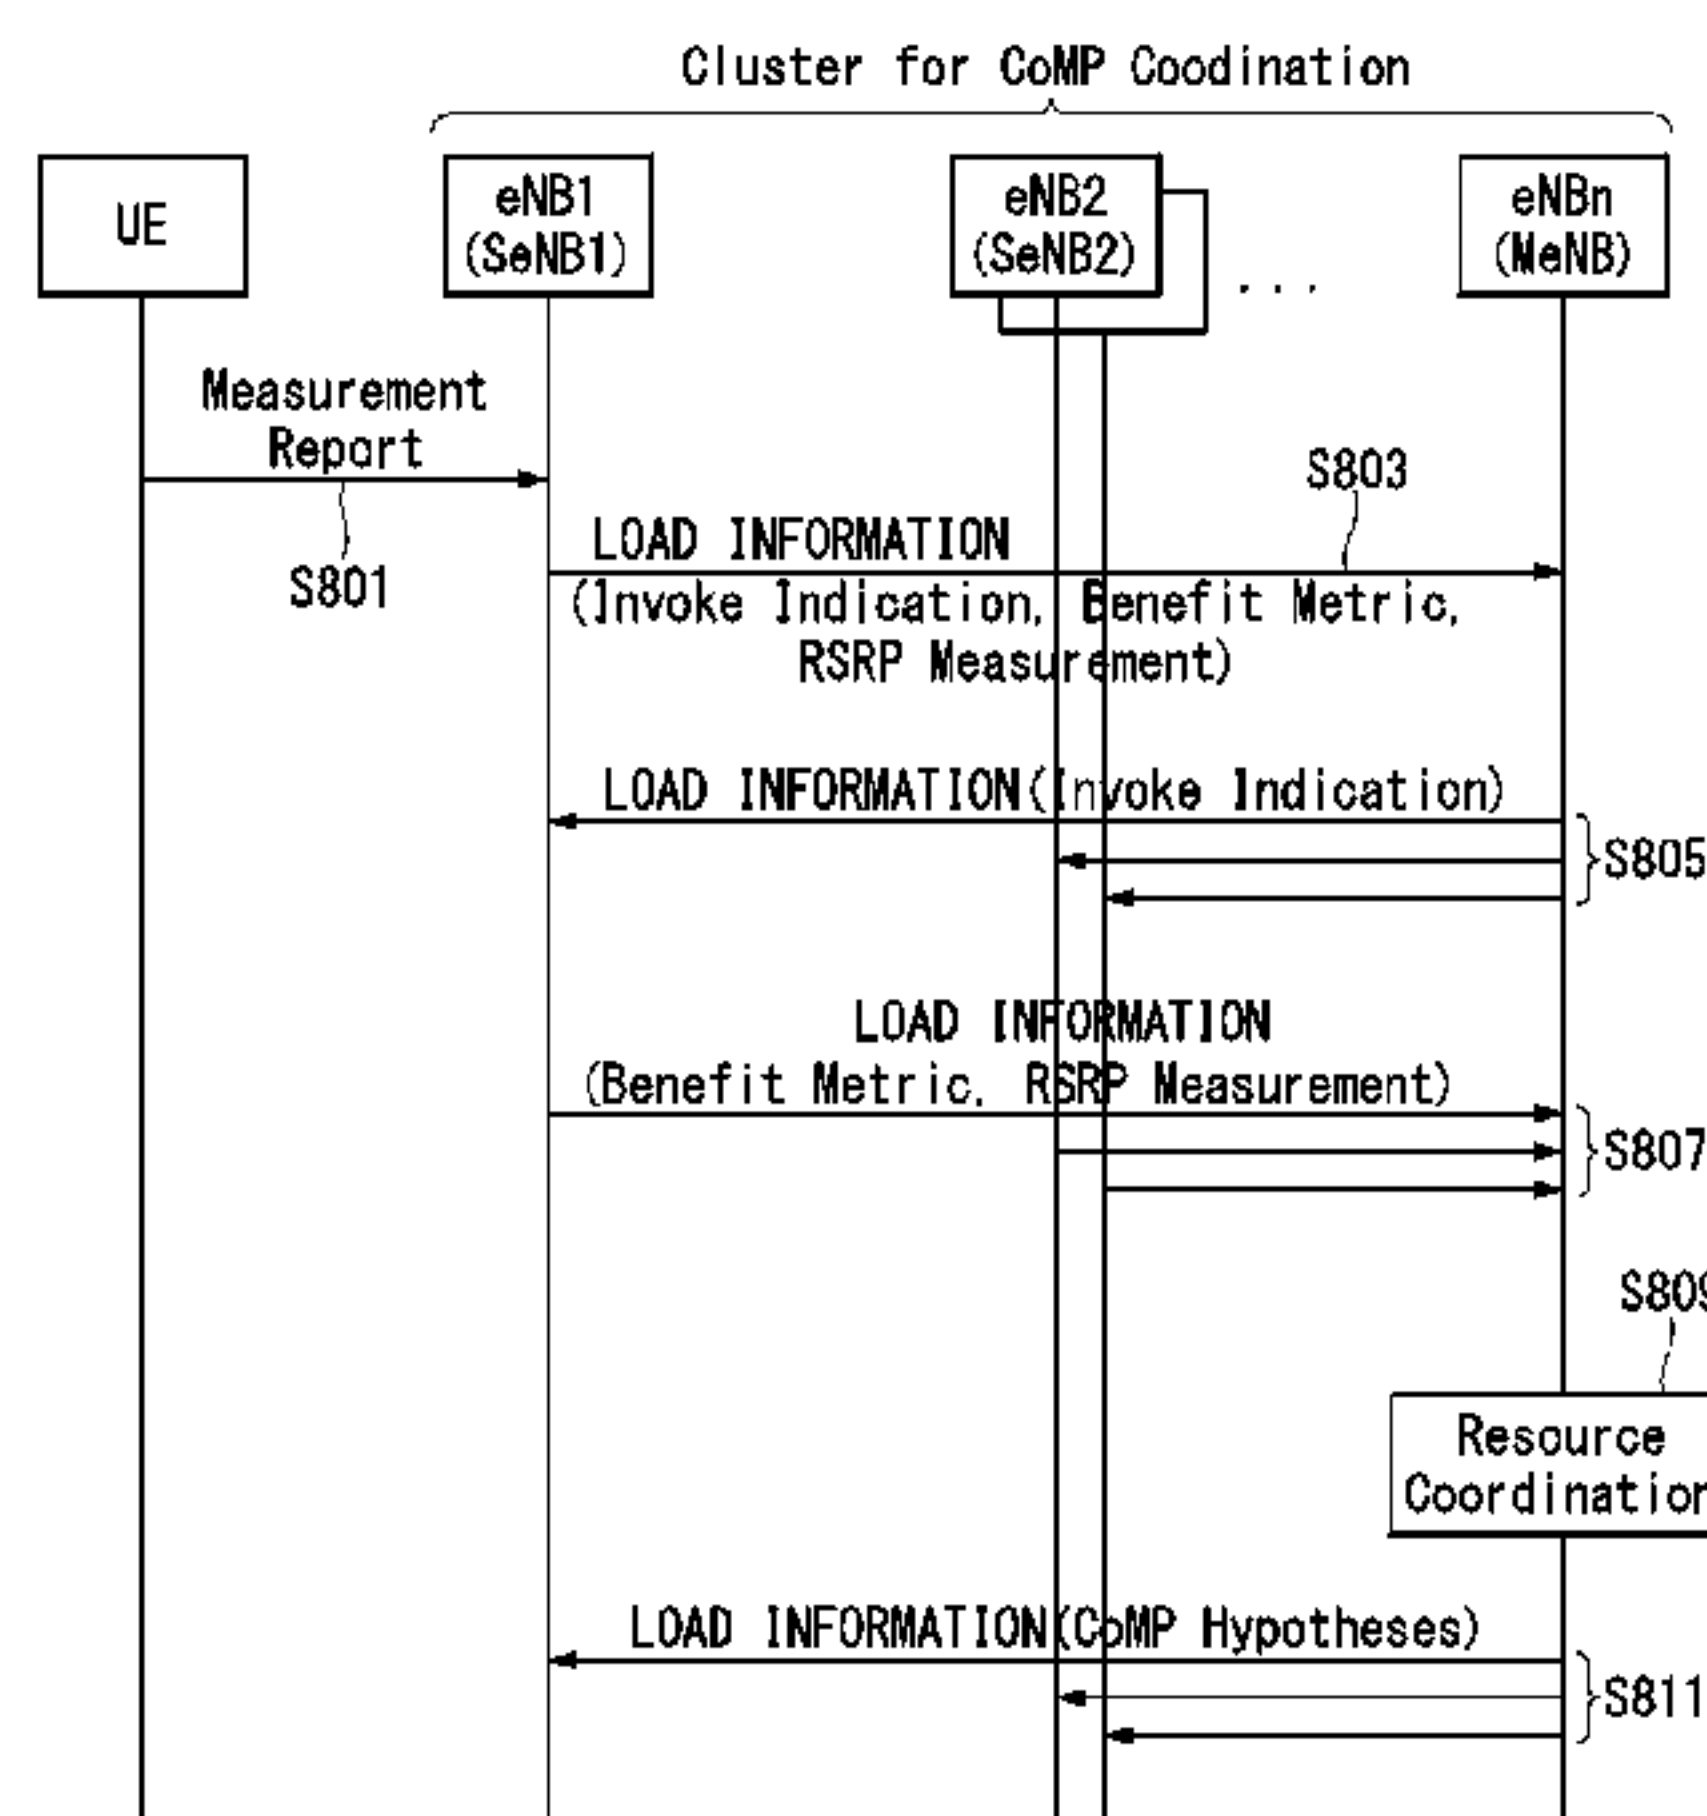 Cluster for CoMP Coodination
UE
eNB1
(SeNB1)
eNB2
(SeNB2)
...
eNBn
(MeNB)
Measurement
Report
S801
S803
LOAD INFORMATION
(Invoke Indication, Benefit Metric,
RSRP Measurement)
LOAD INFORMATION(Invoke Indication)
S805
LOAD INFORMATION
(Benefit Metric, RSRP Measurement)
S807
S809
Resource
Coordination
LOAD INFORMATION(CoMP Hypotheses)
S811